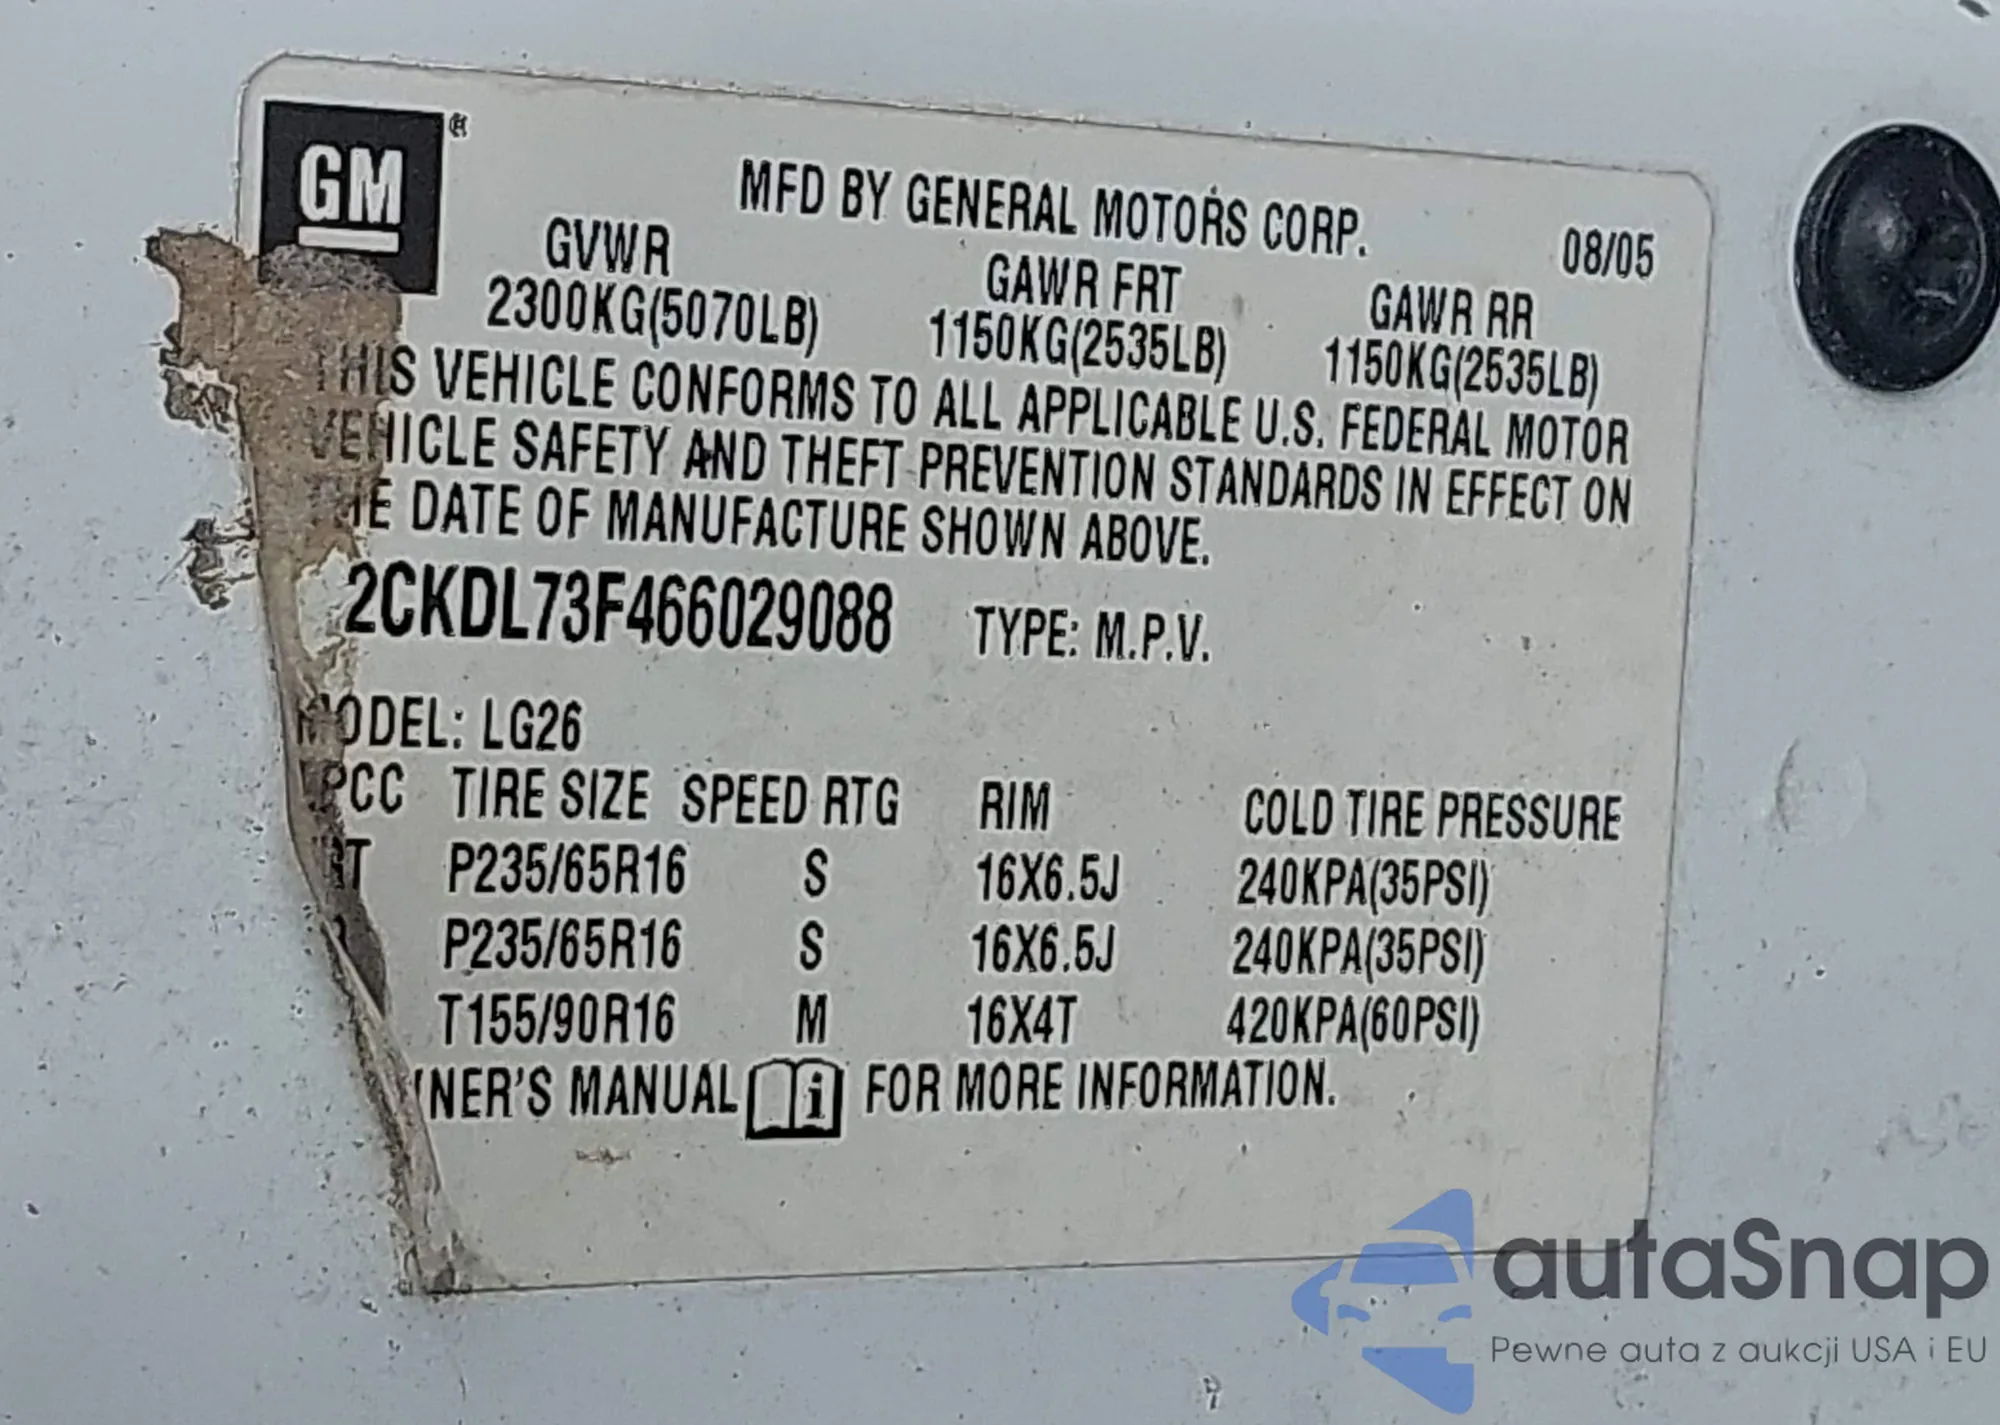 GM®
MFD BY GENERAL MOTORS CORP. 08/05
GVWR GAWR FRT GAWR RR
2300KG(5070LB) 1150KG(2535LB) 1150KG(2535LB)
THIS VEHICLE CONFORMS TO ALL APPLICABLE U.S. FEDERAL MOTOR
VEHICLE SAFETY AND THEFT PREVENTION STANDARDS IN EFFECT ON
THE DATE OF MANUFACTURE SHOWN ABOVE.
2CKDL73F466029088 TYPE: M.P.V.
MODEL: LG26
PCC TIRE SIZE SPEED RTG RIM COLD TIRE PRESSURE
P235/65R16 S 16X6.5J 240KPA(35PSI)
P235/65R16 S 16X6.5J 240KPA(35PSI)
T155/90R16 M 16X4T 420KPA(60PSI)
NER'S MANUAL i FOR MORE INFORMATION.
autaSnap
Pewne auta z aukcji USA i EU